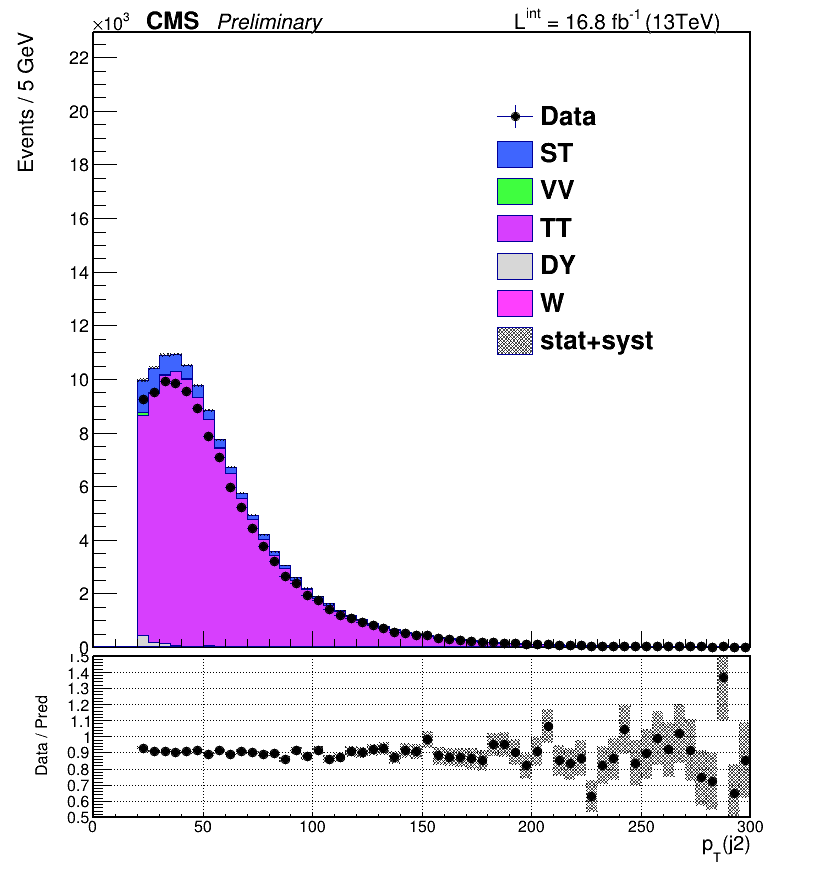 ×10³ CMS Preliminary L^int = 16.8 fb⁻¹ (13TeV)
Events / 5 GeV
22
20
18
16
14
12
10
8
6
4
2
0
Data
ST
VV
TT
DY
W
stat+syst
Data / Pred
1.5
1.4
1.3
1.2
1.1
1
0.9
0.8
0.7
0.6
0.5
0 50 100 150 200 250 300
p_T(j2)